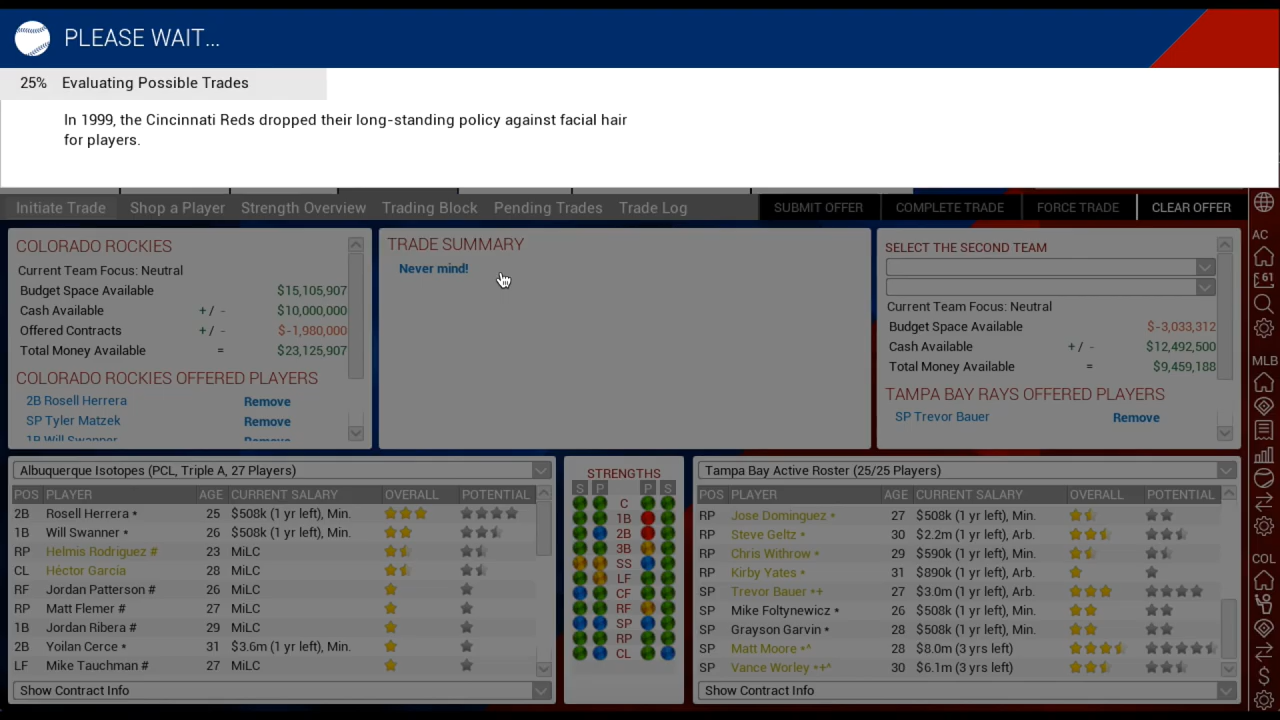 PLEASE WAIT...
25% Evaluating Possible Trades
In 1999, the Cincinnati Reds dropped their long-standing policy against facial hair
for players.
Initiate Trade Shop a Player Strength Overview Trading Block Pending Trades Trade Log SUBMIT OFFER COMPLETE TRADE FORCE TRADE CLEAR OFFER
COLORADO ROCKIES
Current Team Focus: Neutral
Budget Space Available $15,105,907
Cash Available +/- $10,000,000
Offered Contracts +/- $-1,980,000
Total Money Available = $23,125,907
COLORADO ROCKIES OFFERED PLAYERS
2B Rosell Herrera Remove
SP Tyler Matzek Remove
1B Will Swanner Remove
TRADE SUMMARY
Never mind!
SELECT THE SECOND TEAM
Current Team Focus: Neutral
Budget Space Available $-3,033,312
Cash Available +/- $12,492,500
Total Money Available = $9,459,188
TAMPA BAY RAYS OFFERED PLAYERS
SP Trevor Bauer Remove
Albuquerque Isotopes (PCL, Triple A, 27 Players)
POS PLAYER AGE CURRENT SALARY OVERALL POTENTIAL
2B Rosell Herrera * 25 $508k (1 yr left), Min.
1B Will Swanner * 26 $508k (1 yr left), Min.
RP Helmis Rodriguez # 23 MiLC
CL Héctor García 28 MiLC
RF Jordan Patterson # 26 MiLC
RP Matt Flemer # 27 MiLC
1B Jordan Ribera # 29 MiLC
2B Yoilan Cerce * 31 $3.6m (1 yr left), Min.
LF Mike Tauchman # 27 MiLC
Show Contract Info
STRENGTHS
S P P S
C
1B
2B
3B
SS
LF
CF
RF
SP
RP
CL
Tampa Bay Active Roster (25/25 Players)
POS PLAYER AGE CURRENT SALARY OVERALL POTENTIAL
RP Jose Dominguez * 27 $508k (1 yr left), Min.
RP Steve Geltz * 30 $2.2m (1 yr left), Arb.
RP Chris Withrow * 29 $590k (1 yr left), Arb.
RP Kirby Yates * 31 $890k (1 yr left), Arb.
SP Trevor Bauer *+ 27 $3.0m (1 yr left), Arb.
SP Mike Foltynewicz * 26 $508k (1 yr left), Min.
SP Grayson Garvin * 28 $508k (1 yr left), Min.
SP Matt Moore *^ 28 $8.0m (3 yrs left)
SP Vance Worley *+^ 30 $6.1m (3 yrs left)
Show Contract Info
AC
61
MLB
COL